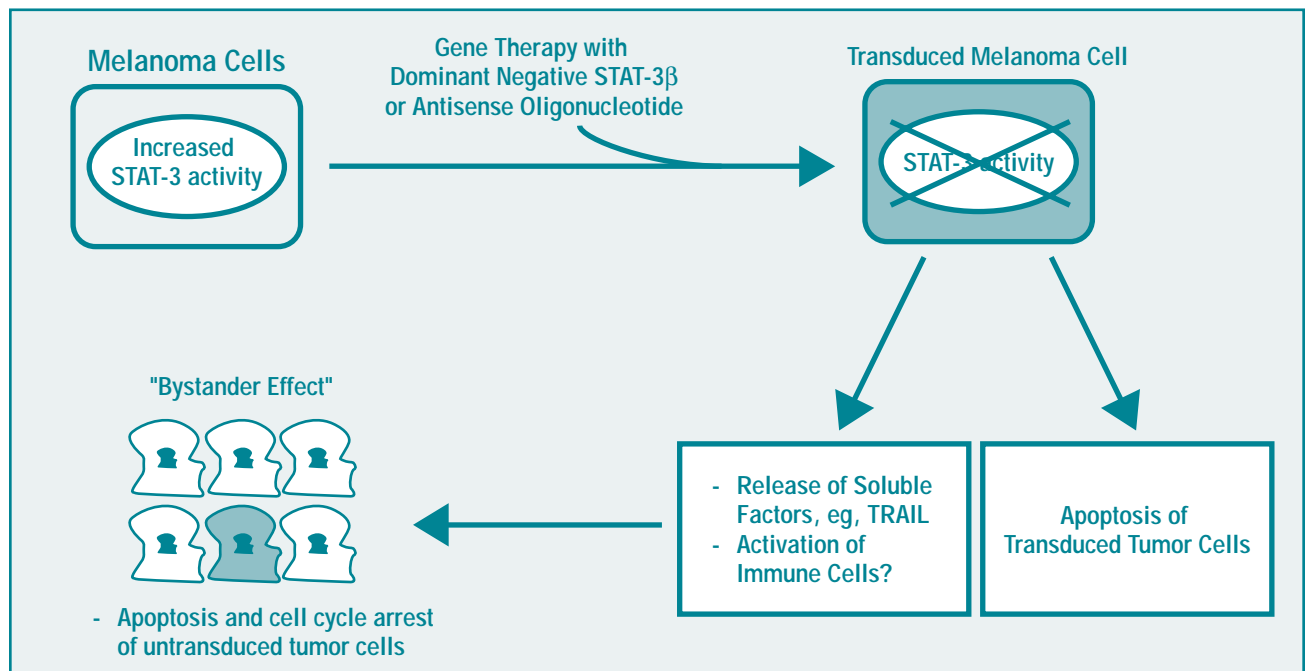 Melanoma Cells
Increased
STAT-3 activity
Gene Therapy with
Dominant Negative STAT-3β
or Antisense Oligonucleotide
Transduced Melanoma Cell
STAT-3 activity
"Bystander Effect"
- Apoptosis and cell cycle arrest
of untransduced tumor cells
- Release of Soluble
Factors, eg, TRAIL
- Activation of
Immune Cells?
Apoptosis of
Transduced Tumor Cells